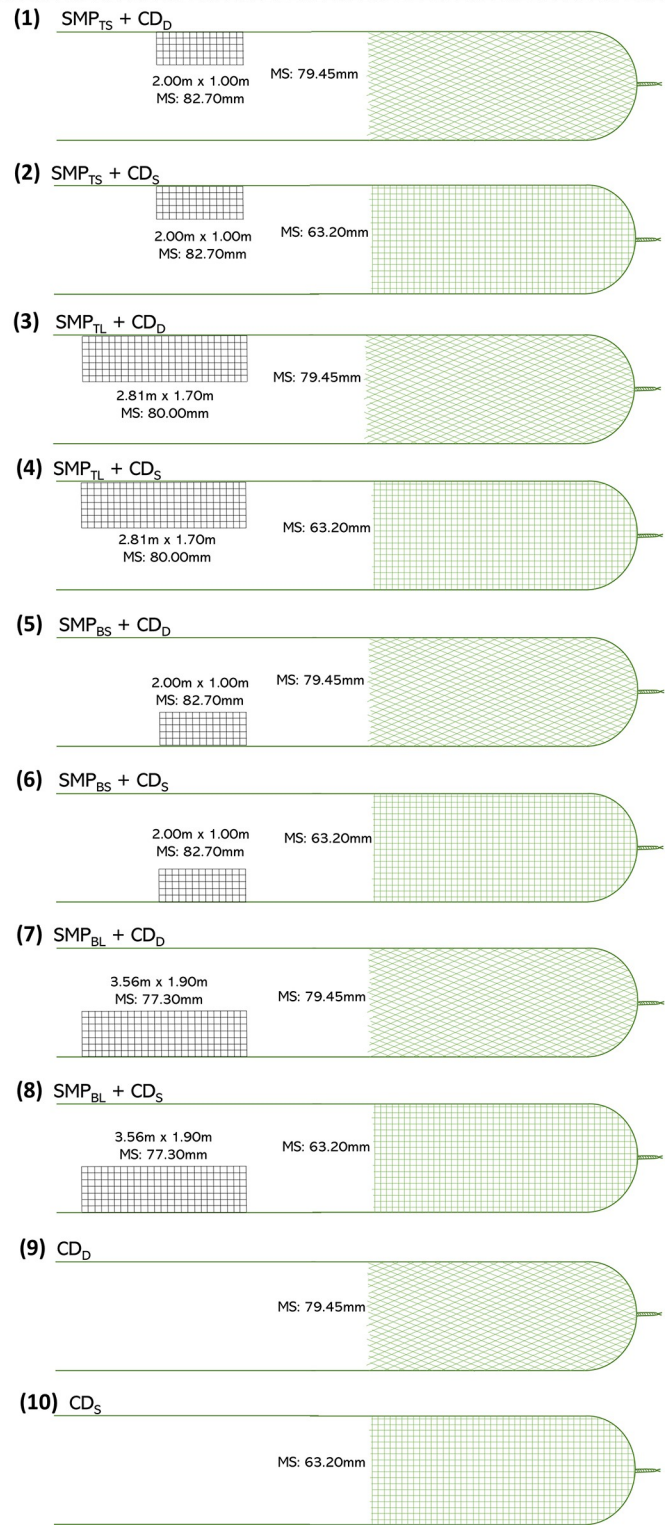 (1) SMP_TS + CD_D
MS: 79.45mm
2.00m x 1.00m
MS: 82.70mm
(2) SMP_TS + CD_S
MS: 63.20mm
2.00m x 1.00m
MS: 82.70mm
(3) SMP_TL + CD_D
MS: 79.45mm
2.81m x 1.70m
MS: 80.00mm
(4) SMP_TL + CD_S
MS: 63.20mm
2.81m x 1.70m
MS: 80.00mm
(5) SMP_BS + CD_D
2.00m x 1.00m
MS: 79.45mm
MS: 82.70mm
(6) SMP_BS + CD_S
2.00m x 1.00m
MS: 63.20mm
MS: 82.70mm
(7) SMP_BL + CD_D
3.56m x 1.90m
MS: 79.45mm
MS: 77.30mm
(8) SMP_BL + CD_S
3.56m x 1.90m
MS: 63.20mm
MS: 77.30mm
(9) CD_D
MS: 79.45mm
(10) CD_S
MS: 63.20mm